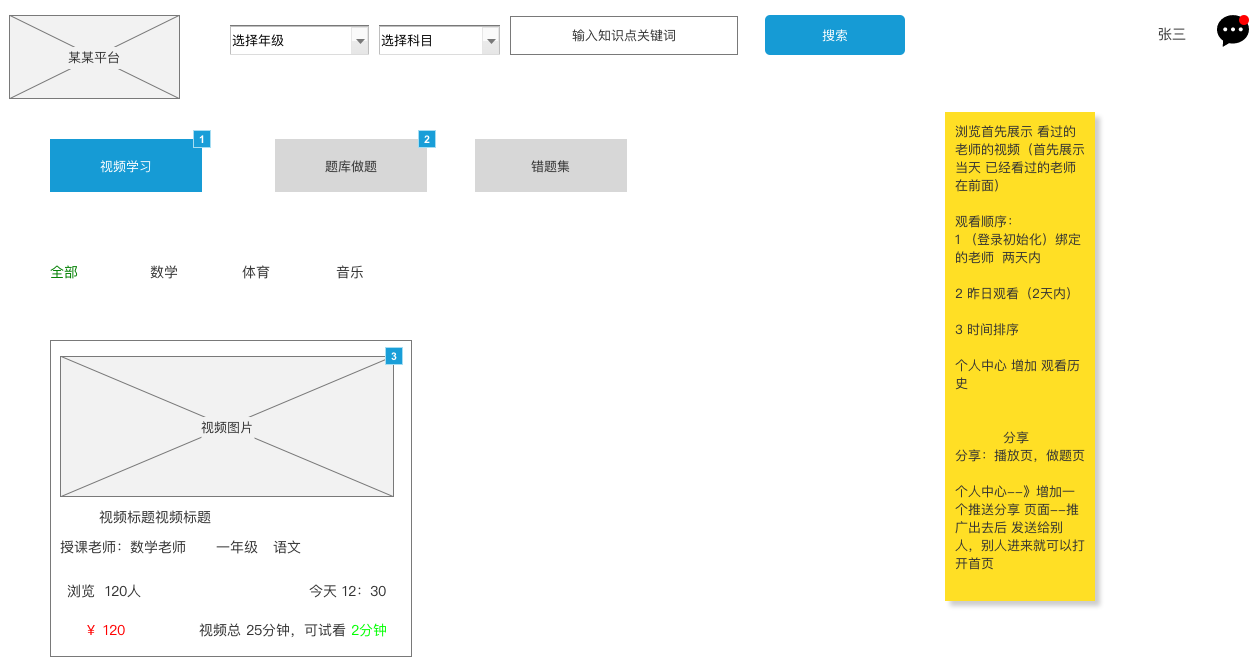 某某平台
选择年级
选择科目
输入知识点关键词
搜索
张三
视频学习
1
题库做题
2
错题集
全部
数学
体育
音乐
3
视频图片
视频标题视频标题
授课老师：数学老师 一年级 语文
浏览 120人
今天 12：30
¥ 120
视频总 25分钟，可试看 2分钟
浏览首先展示 看过的
老师的视频（首先展示
当天 已经看过的老师
在前面）
观看顺序：
1 （登录初始化）绑定
的老师 两天内
2 昨日观看（2天内）
3 时间排序
个人中心 增加 观看历
史
分享
分享：播放页，做题页
个人中心--》增加一
个推送分享 页面--推
广出去后 发送给别
人，别人进来就可以打
开首页